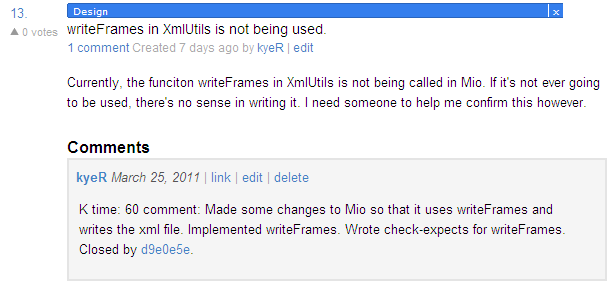 13.
Design x
▲ 0 votes
writeFrames in XmlUtils is not being used.
1 comment Created 7 days ago by kyeR | edit
Currently, the funciton writeFrames in XmlUtils is not being called in Mio. If it's not ever going
to be used, there's no sense in writing it. I need someone to help me confirm this however.
Comments
kyeR March 25, 2011 | link | edit | delete
K time: 60 comment: Made some changes to Mio so that it uses writeFrames and
writes the xml file. Implemented writeFrames. Wrote check-expects for writeFrames.
Closed by d9e0e5e.